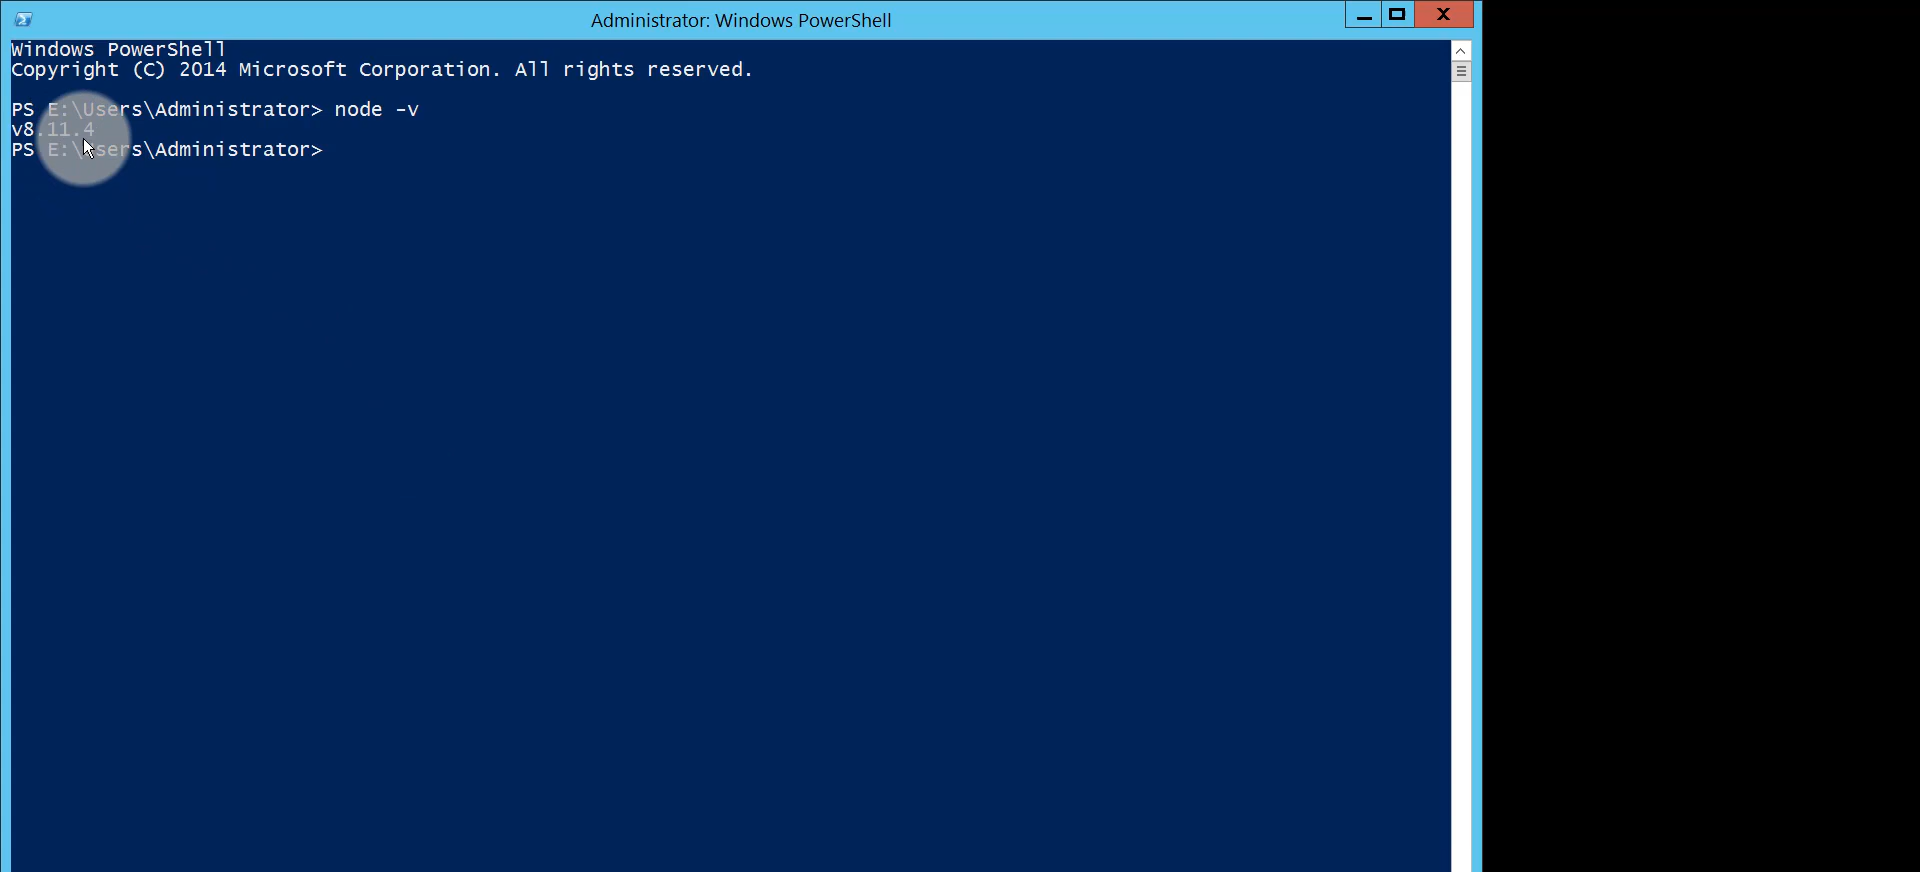 Administrator: Windows PowerShell
Windows PowerShell
Copyright (C) 2014 Microsoft Corporation. All rights reserved.
PS E:\Users\Administrator> node -v
v8.11.4
PS E:\Users\Administrator>